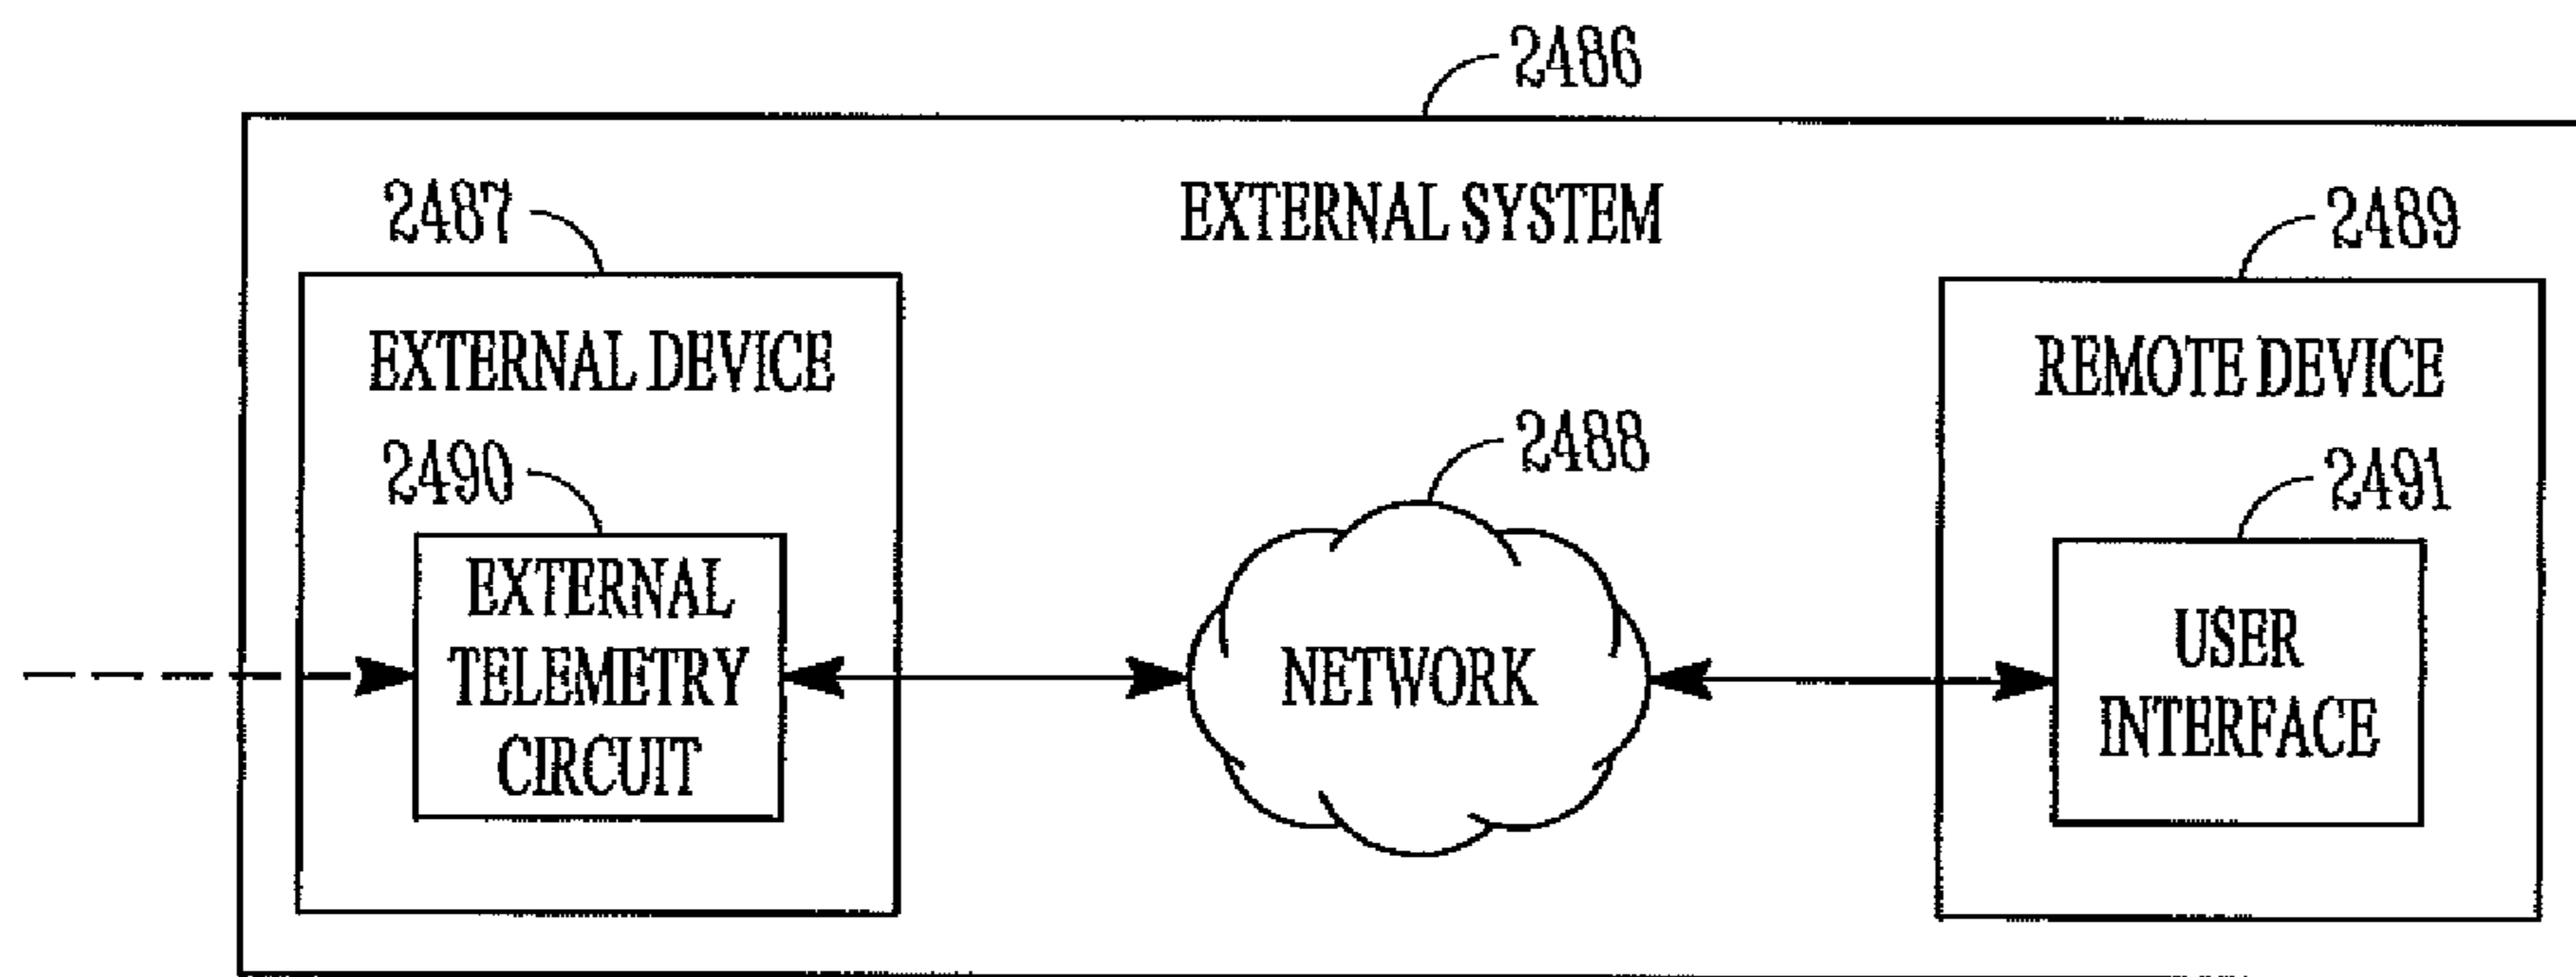 2486
EXTERNAL SYSTEM
2487
EXTERNAL DEVICE
2490
EXTERNAL
TELEMETRY
CIRCUIT
2488
NETWORK
2489
REMOTE DEVICE
2491
USER
INTERFACE